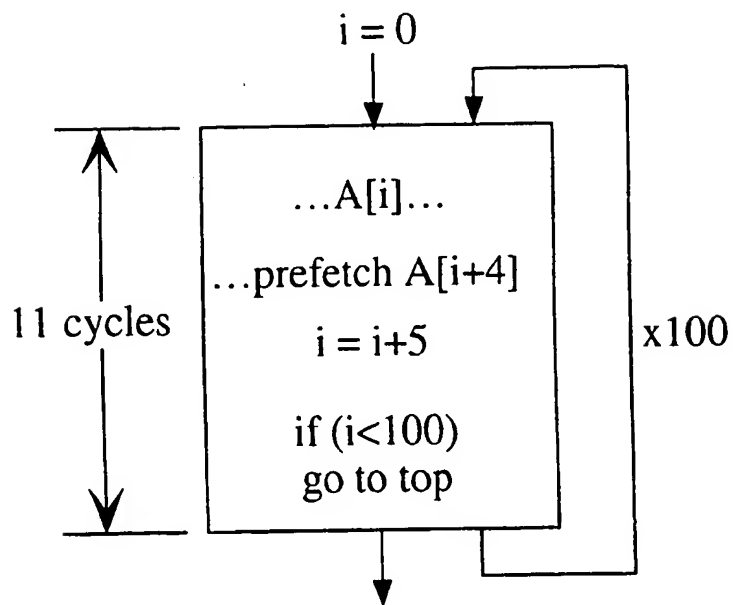 i = 0
...A[i]...
...prefetch A[i+4]
11 cycles
i = i+5
x100
if (i<100)
go to top